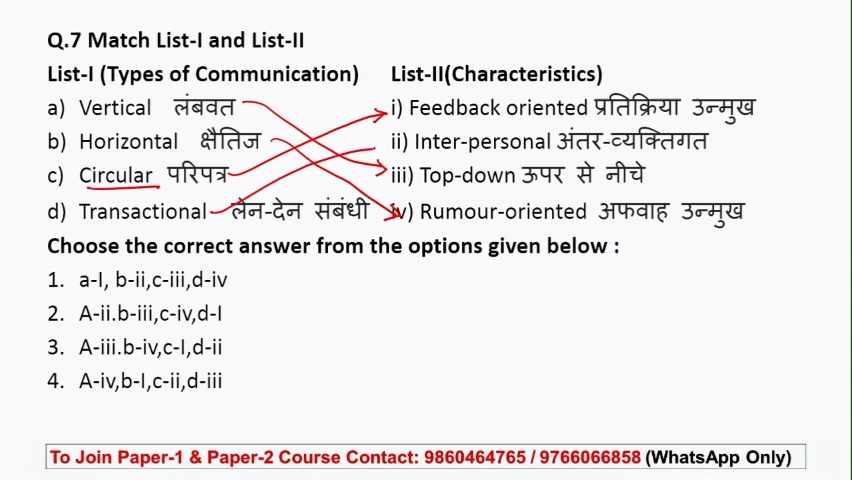 Q.7 Match List-I and List-II
List-I (Types of Communication) List-II(Characteristics)
a) Vertical लंबवत i) Feedback oriented प्रतिक्रिया उन्मुख
b) Horizontal क्षैतिज ii) Inter-personal अंतर-व्यक्तिगत
c) Circular परिपत्र iii) Top-down ऊपर से नीचे
d) Transactional लेन-देन संबंधी iv) Rumour-oriented अफवाह उन्मुख
Choose the correct answer from the options given below :
1. a-I, b-ii,c-iii,d-iv
2. A-ii.b-iii,c-iv,d-I
3. A-iii.b-iv,c-I,d-ii
4. A-iv,b-I,c-ii,d-iii
To Join Paper-1 & Paper-2 Course Contact: 9860464765 / 9766066858 (WhatsApp Only)